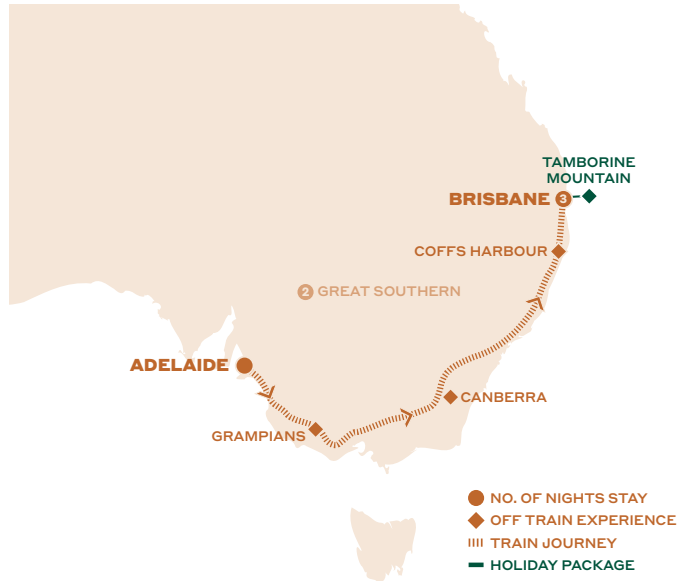 TAMBORINE
MOUNTAIN
BRISBANE 3
COFFS HARBOUR
2 GREAT SOUTHERN
ADELAIDE
CANBERRA
GRAMPIANS
NO. OF NIGHTS STAY
OFF TRAIN EXPERIENCE
TRAIN JOURNEY
HOLIDAY PACKAGE